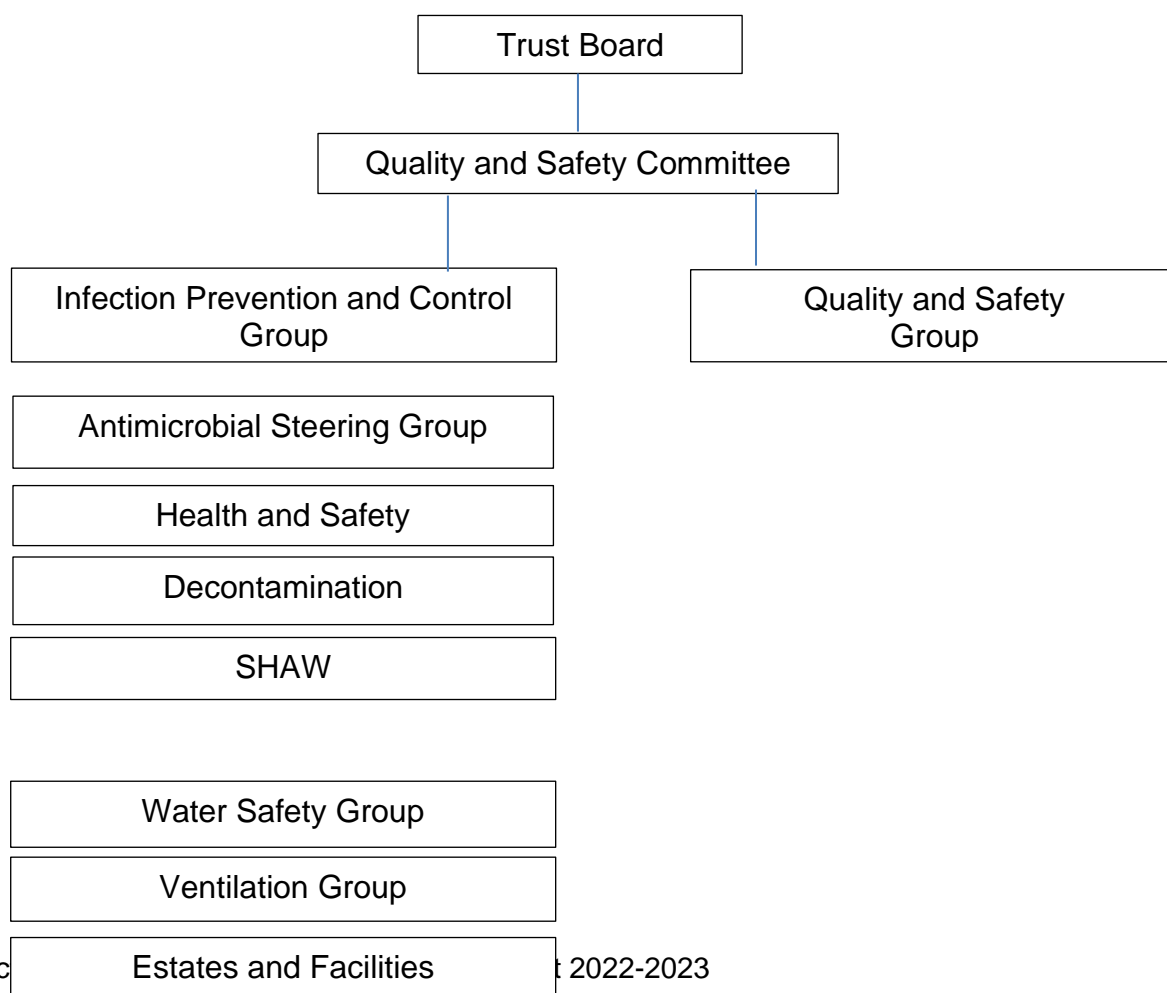 Trust Board
Quality and Safety Committee
Infection Prevention and Control
Group
Quality and Safety
Group
Antimicrobial Steering Group
Health and Safety
Decontamination
SHAW
Water Safety Group
Ventilation Group
Estates and Facilities
2022-2023